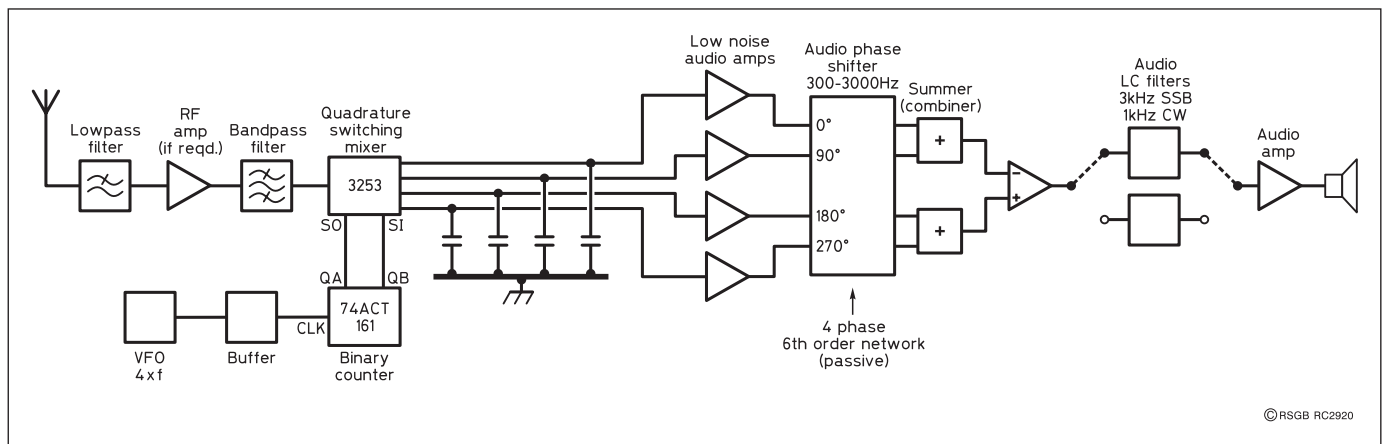 Lowpass
filter
RF
amp
(if reqd.)
Bandpass
filter
Quadrature
switching
mixer
3253
SO
SI
QA
QB
74ACT
161
CLK
Binary
counter
VFO
4xf
Buffer
Low noise
audio amps
Audio phase
shifter
300-3000Hz
0°
90°
180°
270°
4 phase
6th order network
(passive)
Summer
(combiner)
+
+
−
+
Audio
LC filters
3kHz SSB
1kHz CW
Audio
amp
©RSGB RC2920